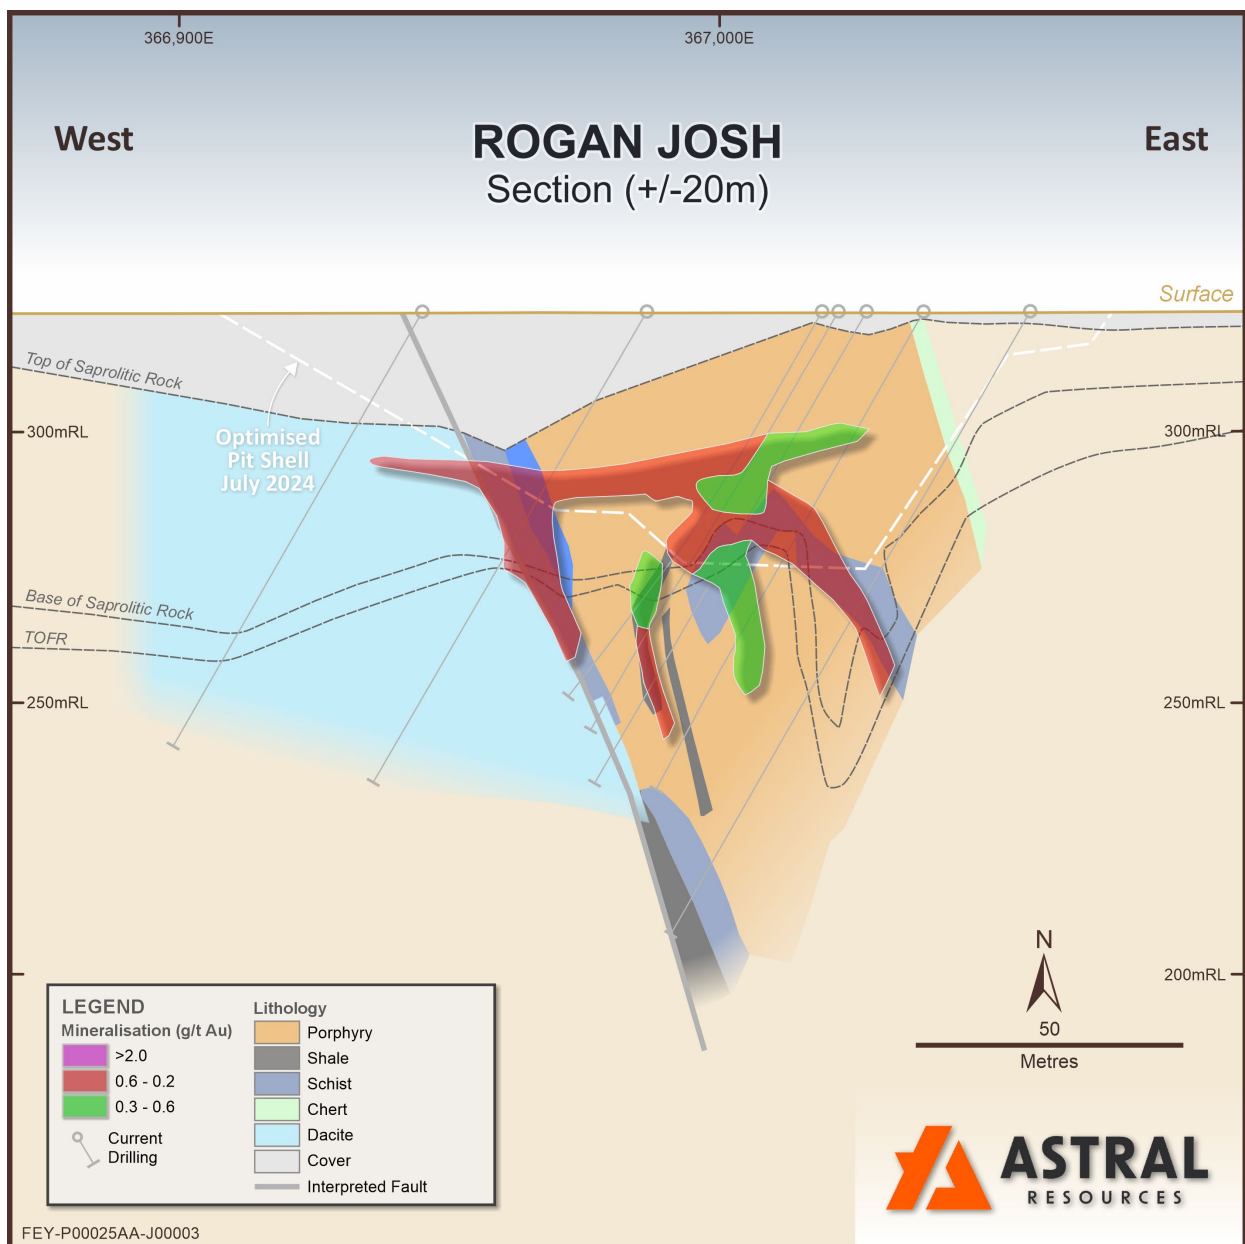 366,900E
367,000E
West
ROGAN JOSH
East
Section (+/-20m)
Surface
Top of Saprolitic Rock
300mRL
300mRL
Optimised
Pit Shell
July 2024
Base of Saprolitic Rock
TOFR
250mRL
250mRL
200mRL
N
50
Metres
LEGEND
Mineralisation (g/t Au)
>2.0
0.6 - 0.2
0.3 - 0.6
Current
Drilling
Lithology
Porphyry
Shale
Schist
Chert
Dacite
Cover
Interpreted Fault
ASTRAL
RESOURCES
FEY-P00025AA-J00003